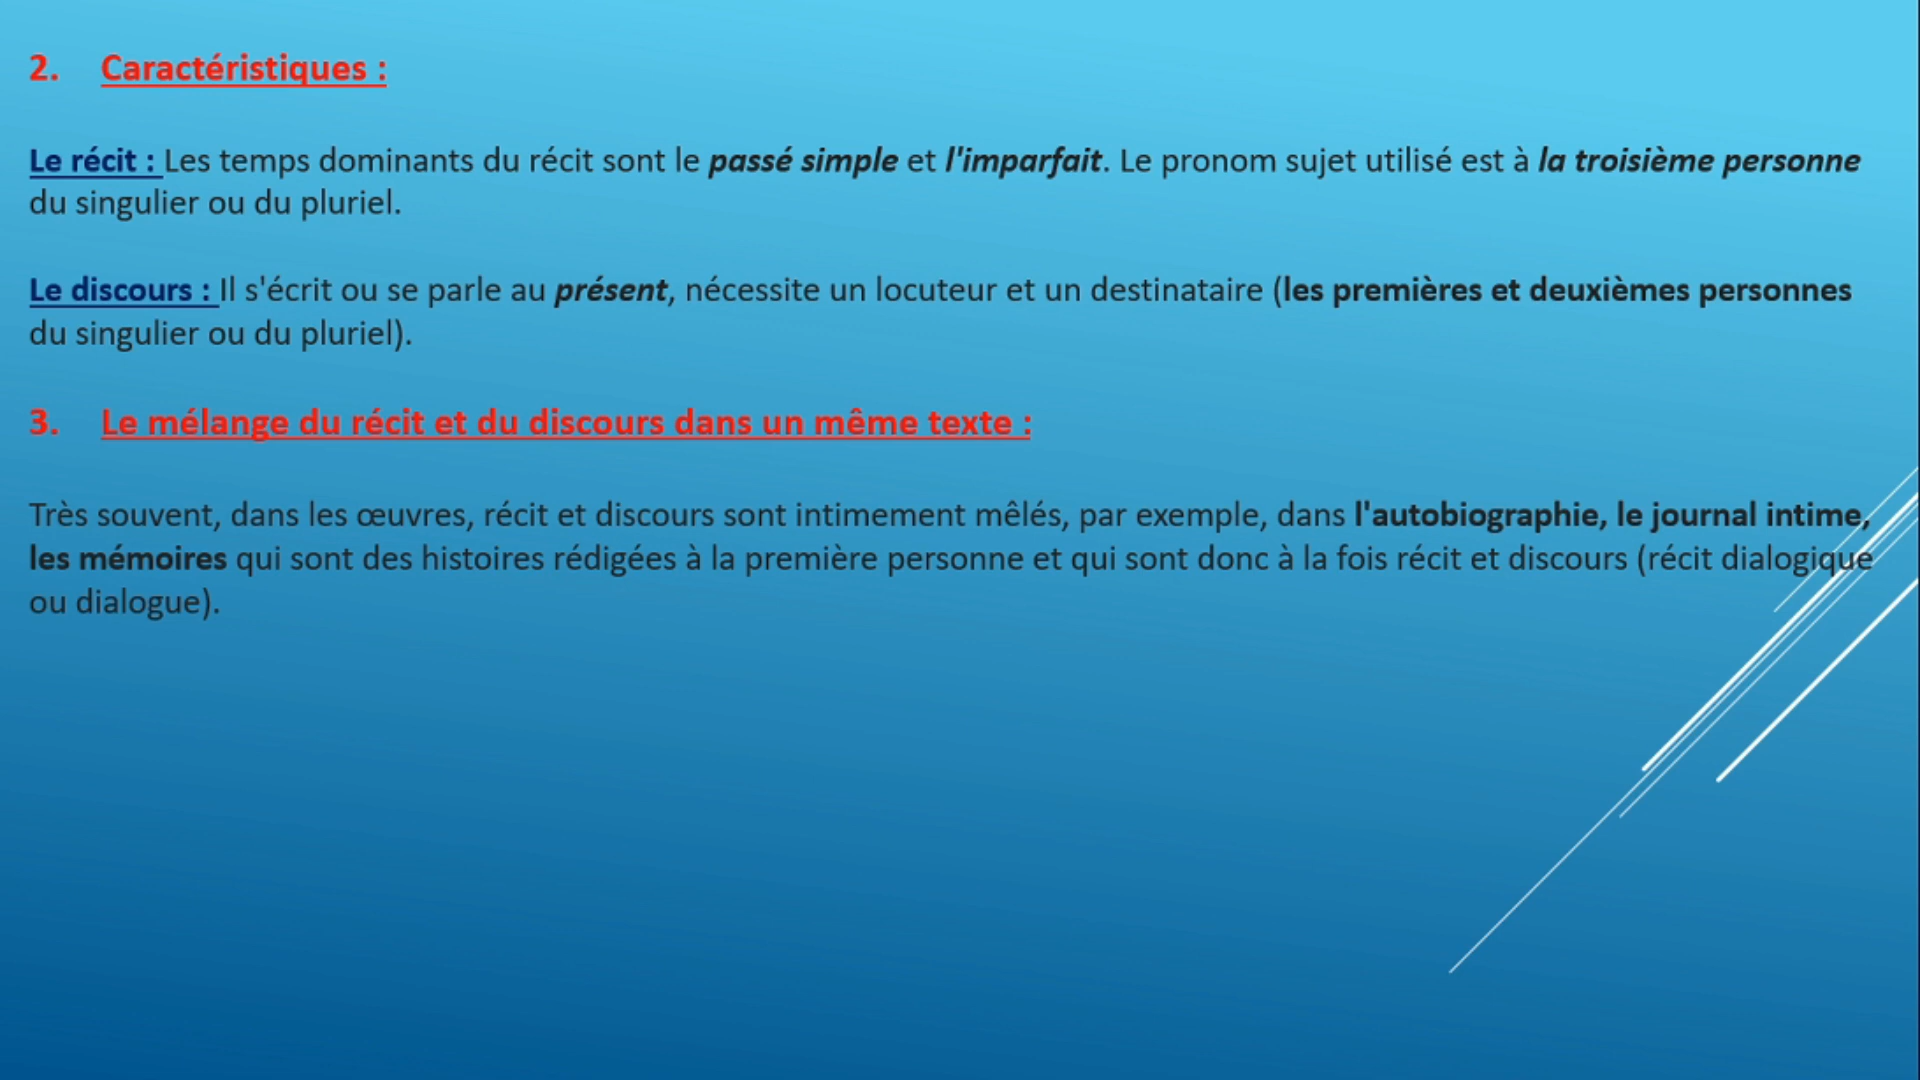 2. Caractéristiques :
Le récit : Les temps dominants du récit sont le passé simple et l'imparfait. Le pronom sujet utilisé est à la troisième personne
du singulier ou du pluriel.
Le discours : Il s'écrit ou se parle au présent, nécessite un locuteur et un destinataire (les premières et deuxièmes personnes
du singulier ou du pluriel).
3. Le mélange du récit et du discours dans un même texte :
Très souvent, dans les œuvres, récit et discours sont intimement mêlés, par exemple, dans l'autobiographie, le journal intime,
les mémoires qui sont des histoires rédigées à la première personne et qui sont donc à la fois récit et discours (récit dialogique
ou dialogue).